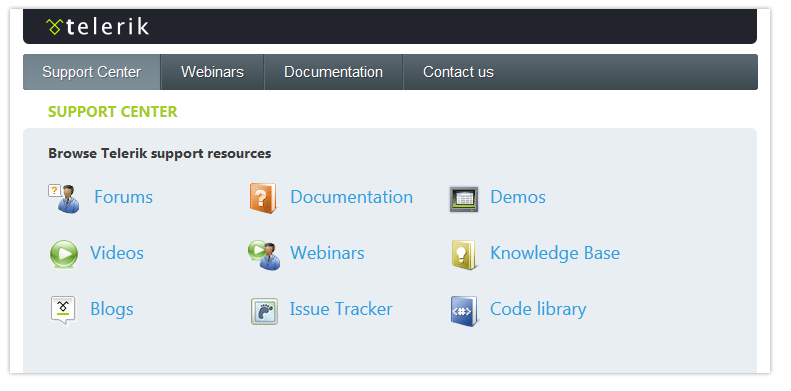 telerik
Support Center Webinars Documentation Contact us
SUPPORT CENTER
Browse Telerik support resources
? Forums ? Documentation Demos
Videos Webinars Knowledge Base
Blogs Issue Tracker <#> Code library